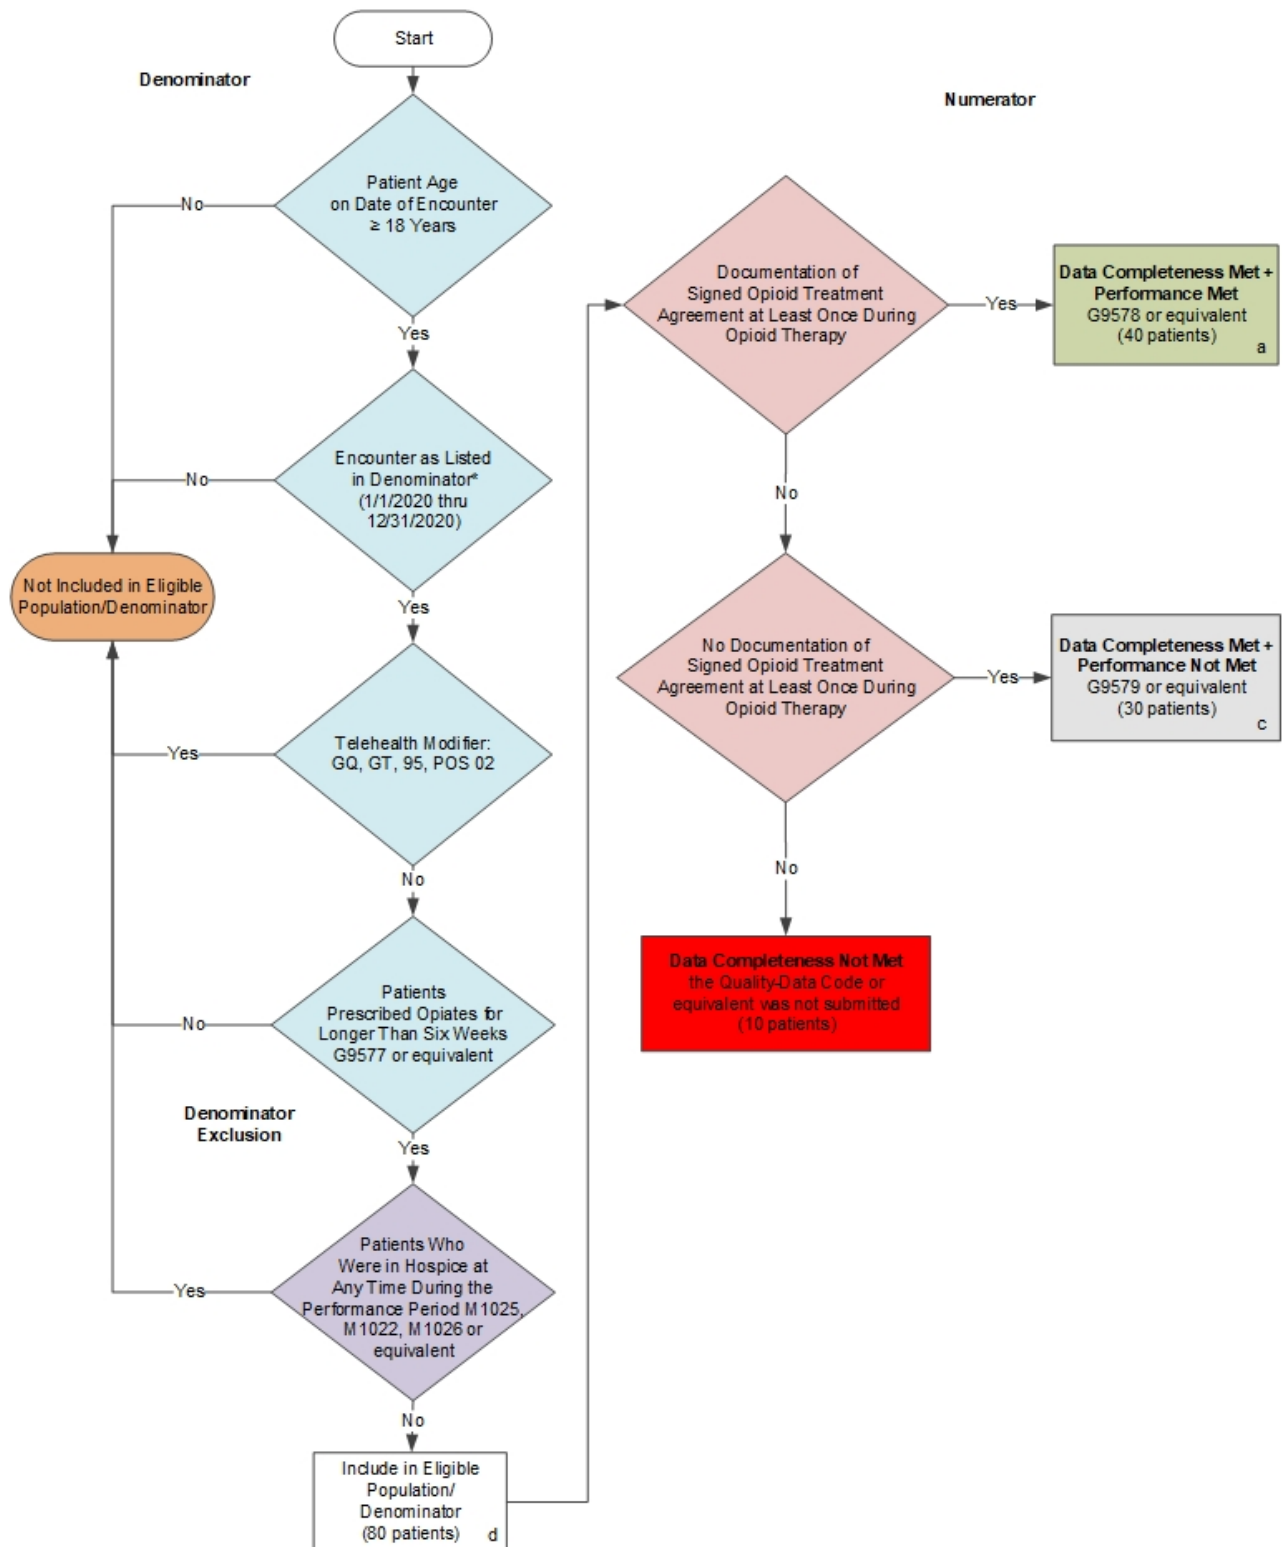 Start
Denominator
Patient Age
on Date of Encounter
≥ 18 Years
No
Yes
Encounter as Listed
in Denominator*
(1/1/2020 thru
12/31/2020)
No
Yes
Not Included in Eligible
Population/Denominator
Telehealth Modifier:
GQ, GT, 95, POS 02
Yes
No
Patients
Prescribed Opiates for
Longer Than Six Weeks
G9577 or equivalent
No
Yes
Denominator
Exclusion
Patients Who
Were in Hospice at
Any Time During the
Performance Period M1025,
M1022, M1026 or
equivalent
Yes
No
Include in Eligible
Population/
Denominator
(80 patients)
d
Numerator
Documentation of
Signed Opioid Treatment
Agreement at Least Once During
Opioid Therapy
Yes
Data Completeness Met +
Performance Met
G9578 or equivalent
(40 patients)
a
No
No Documentation of
Signed Opioid Treatment
Agreement at Least Once During
Opioid Therapy
Yes
Data Completeness Met +
Performance Not Met
G9579 or equivalent
(30 patients)
c
No
Data Completeness Not Met
the Quality-Data Code or
equivalent was not submitted
(10 patients)